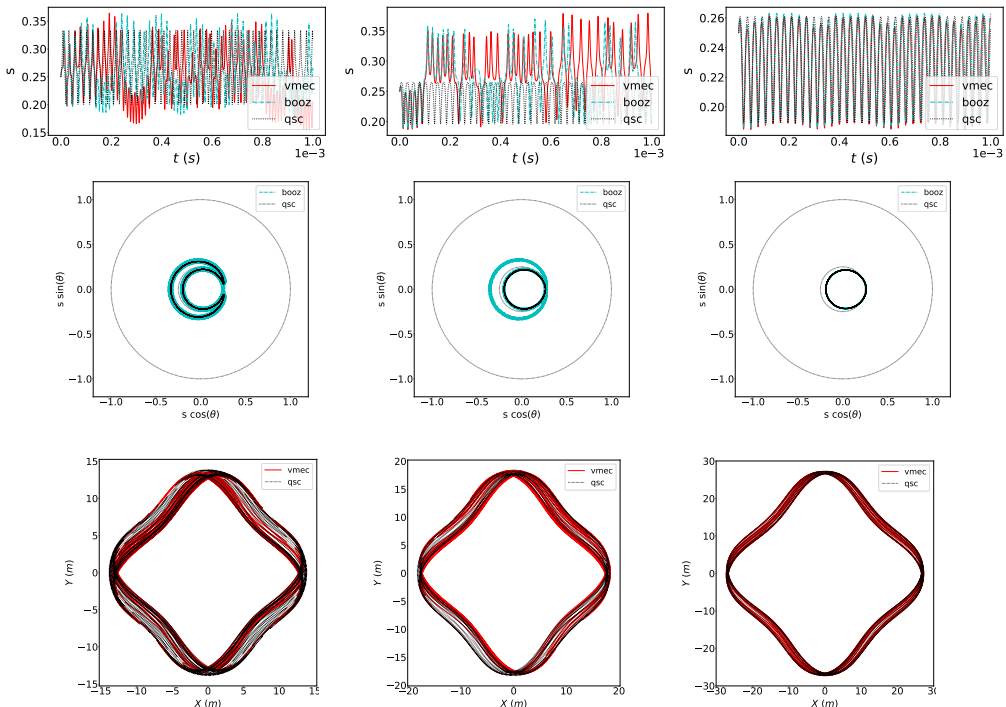 s
0.35
0.30
0.25
0.20
0.15
vmec
booz
qsc
0.0 0.2 0.4 0.6 0.8 1.0
1e−3
t (s)
s
0.35
0.30
0.25
0.20
vmec
booz
qsc
0.0 0.2 0.4 0.6 0.8 1.0
1e−3
t (s)
s
0.26
0.24
0.22
0.20
vmec
booz
qsc
0.0 0.2 0.4 0.6 0.8 1.0
1e−3
t (s)
s sin(θ)
1.0
0.5
0.0
−0.5
−1.0
booz
qsc
−1.0 −0.5 0.0 0.5 1.0
s cos(θ)
s sin(θ)
1.0
0.5
0.0
−0.5
−1.0
booz
qsc
−1.0 −0.5 0.0 0.5 1.0
s cos(θ)
s sin(θ)
1.0
0.5
0.0
−0.5
−1.0
booz
qsc
−1.0 −0.5 0.0 0.5 1.0
s cos(θ)
Y (m)
15
10
5
0
−5
−10
−15
vmec
qsc
−15 −10 −5 0 5 10 15
X (m)
Y (m)
20
15
10
5
0
−5
−10
−15
−20
vmec
qsc
−20 −10 0 10 20
X (m)
Y (m)
30
20
10
0
−10
−20
−30
vmec
qsc
−30 −20 −10 0 10 20 30
X (m)